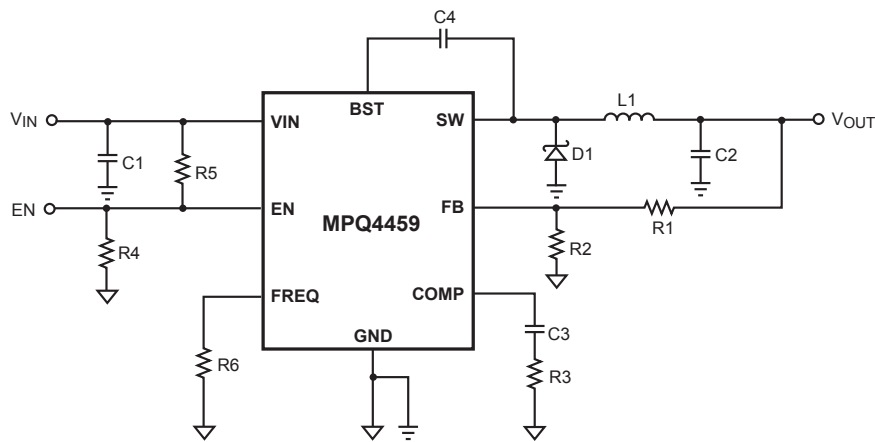 C4
BST
VIN
VIN
SW
L1
VOUT
C1
R5
D1
C2
EN
EN
MPQ4459
FB
R1
R4
R2
FREQ
COMP
GND
C3
R6
R3